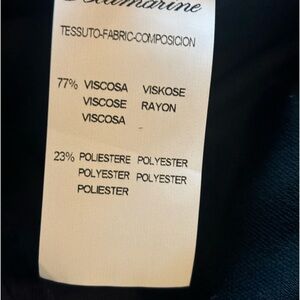 TESSUTO-FABRIC-COMPOSICION
77% VISCOSA VISKOSE
VISCOSE RAYON
VISCOSA -
23% POLIESTERE POLYESTER
POLYESTER POLYESTER
POLIESTER